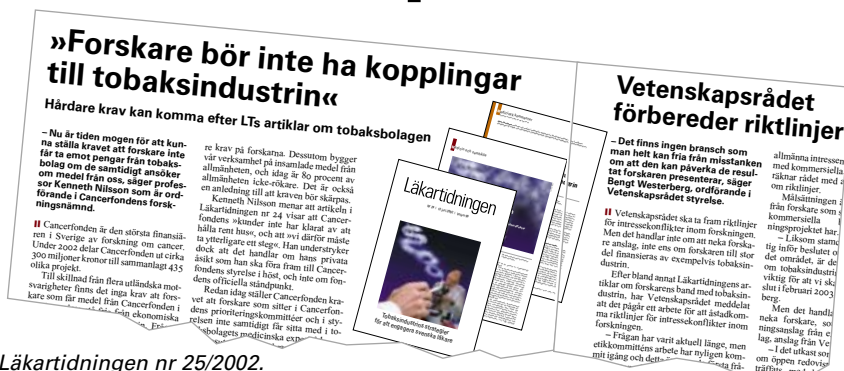 »Forskare bör inte ha kopplingar
till tobaksindustrin«
Hårdare krav kan komma efter LTs artiklar om tobaksbolagen
– Nu är tiden mogen för att kun-
na ställa kravet att forskare inte
får ta emot pengar från tobaks-
bolag om de samtidigt ansöker
om medel från oss, säger profes-
sor Kenneth Nilsson som är ord-
förande i Cancerfondens forsk-
ningsnämnd.
Cancerfonden är den största finansiä-
ren i Sverige av forskning om cancer.
Under 2002 delar Cancerfonden ut cirka
300 miljoner kronor till sammanlagt 435
olika projekt.
Till skillnad från flera utländska mot-
svarigheter finns det inga krav att fors-
kare som får medel från Cancerfonden i
från ekonomiska
re krav på forskarna. Dessutom bygger
vår verksamhet på insamlade medel från
allmänheten, och idag är 80 procent av
allmänheten icke-rökare. Det är också
en anledning till att kraven bör skärpas.
Kenneth Nilsson menar att artikeln i
Läkartidningen nr 24 visar att Cancer-
fondens »kunder inte har klarat av att
hålla rent hus«, och att »vi därför måste
ta ytterligare ett steg«. Han understryker
dock att det handlar om hans privata
åsikt som han ska föra fram till Cancer-
fondens styrelse i höst, och inte om fon-
dens officiella ståndpunkt.
Redan idag ställer Cancerfonden kra-
vet att forskare som sitter i Cancerfon-
dens prioriteringskommittéer och i sty-
relsen inte samtidigt får sitta med i to-
baksbolagets medicinska
Läkartidningen
Tobaksindustrins strategier
för att engagera svenska läkare
Vetenskapsrådet
förbereder riktlinjer
– Det finns ingen bransch som
man helt kan fria från misstanken
om att den kan påverka de resul-
tat forskaren presenterar, säger
Bengt Westerberg, ordförande i
Vetenskapsrådet styrelse.
Vetenskapsrådet ska ta fram riktlinjer
för intressekonflikter inom forskningen.
Men det handlar inte om att neka forska-
re anslag, inte ens om forskaren till stor
del finansieras av exempelvis tobaksin-
dustrin.
Efter bland annat Läkartidningens ar-
tiklar om forskarens band med tobaksin-
dustrin, har Vetenskapsrådet meddelat
att det pågår ett arbete för att åstadkom-
ma riktlinjer för intressekonflikter inom
forskningen.
– Frågan har varit aktuell länge, men
etikkommitténs arbete har nyligen kom-
mit igång och
allmänna intressen
med kommersiella
räknar rådet med
om riktlinjer.
Målsättningen
från forskare som
kommersiella
ningsprojektet har.
– Liksom
tig inför beslutet
det området, är de
om tobaksindustri
viktig för att vi ska
slut i februari 2003
berg.
Men det handla
neka forskare, so
ningsanslag från e
lag, anslag från Ve
– I det utkast sor
om öppen redovis
träffats
Läkartidningen nr 25/2002.